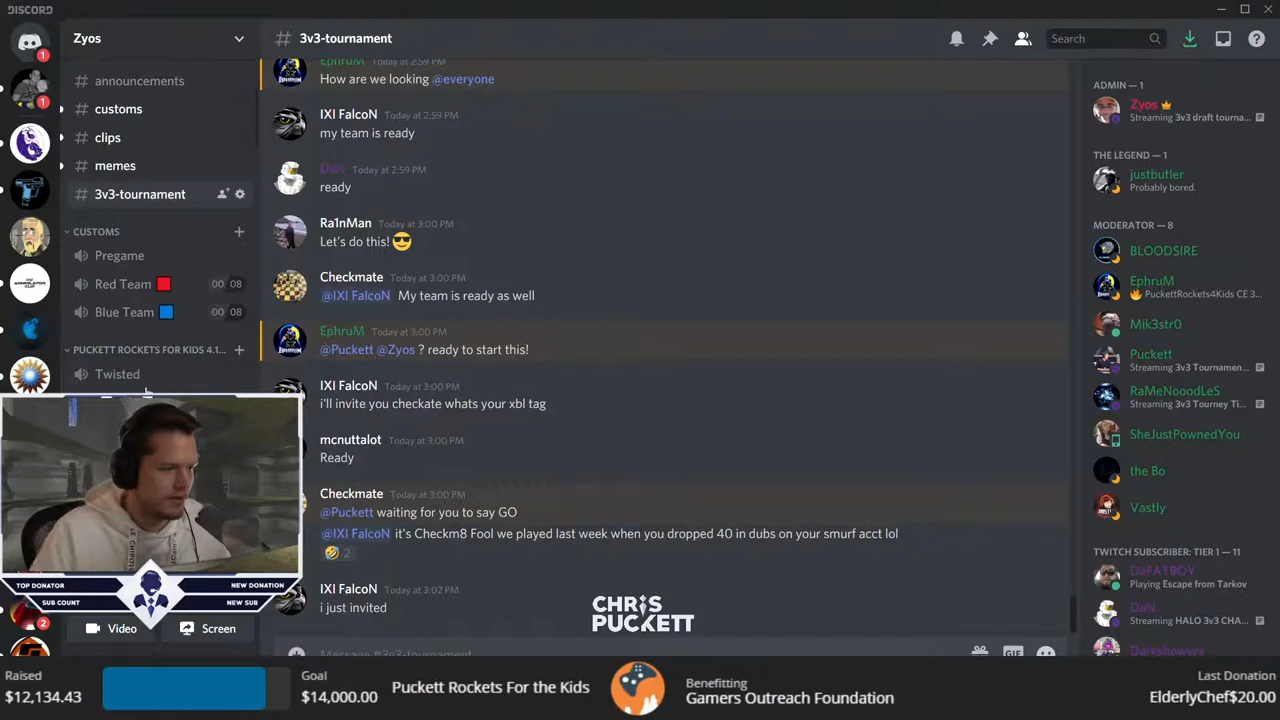 DISCORD
Zyos
3v3-tournament
Search
1
1
2
announcements
customs
clips
memes
3v3-tournament
CUSTOMS
Pregame
Red Team
00 08
Blue Team
00 08
PUCKETT ROCKETS FOR KIDS 4.1...
Twisted
TOP DONATOR
NEW DONATION
SUB COUNT
NEW SUB
Video
Screen
EphruM Today at 2:59 PM
How are we looking @everyone
IXI FalcoN Today at 2:59 PM
my team is ready
DaN Today at 2:59 PM
ready
Ra1nMan Today at 3:00 PM
Let's do this! 😎
Checkmate Today at 3:00 PM
@IXI FalcoN My team is ready as well
EphruM Today at 3:00 PM
@Puckett @Zyos ? ready to start this!
IXI FalcoN Today at 3:00 PM
i'll invite you checkate whats your xbl tag
mcnuttalot Today at 3:00 PM
Ready
Checkmate Today at 3:00 PM
@Puckett waiting for you to say GO
@IXI FalcoN it's Checkm8 Fool we played last week when you dropped 40 in dubs on your smurf acct lol
🤣 2
IXI FalcoN Today at 3:02 PM
i just invited
CHRIS
PUCKETT
Message #3v3-tournament
GIF
ADMIN — 1
Zyos
Streaming 3v3 draft tourna...
THE LEGEND — 1
justbutler
Probably bored.
MODERATOR — 8
BLOODSIRE
EphruM
🔥 PuckettRockets4Kids CE 3...
Mik3str0
Puckett
Streaming 3v3 Tournamen...
RaMeNooodLeS
Streaming 3v3 Tourney Ti...
SheJustPownedYou
the Bo
Vastly
TWITCH SUBSCRIBER: TIER 1 — 11
DaFATBOY
Playing Escape from Tarkov
DaN
Streaming HALO 3v3 CHA...
Darkshowers
Raised
$12,134.43
Goal
$14,000.00
Puckett Rockets For the Kids
Benefitting
Gamers Outreach Foundation
Last Donation
ElderlyChef$20.00